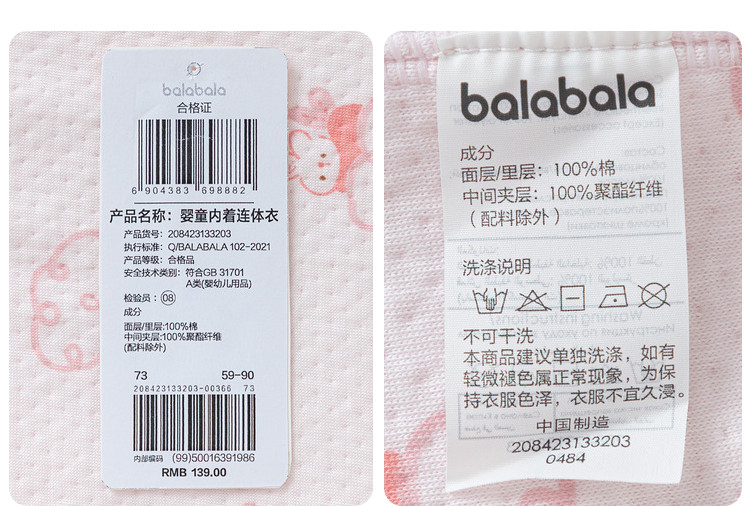 balabala
合格证
6 904383 698882
产品名称：婴童内着连体衣
产品货号：208423133203
执行标准：Q/BALABALA 102-2021
产品等级：合格品
安全技术类别：符合GB 31701
A类(婴幼儿用品)
检验员：08
成分
面层/里层:100%棉
中间夹层:100%聚酯纤维
(配料除外)
73 59-90
208423133203-00366 73
内部编码 (99)50016391986
RMB 139.00
balabala
成分
面层/里层：100%棉
中间夹层：100%聚酯纤维
（配料除外）
洗涤说明
不可干洗
本商品建议单独洗涤，如有
轻微褪色属正常现象，为保
持衣服色泽，衣服不宜久浸。
中国制造
208423133203
0484